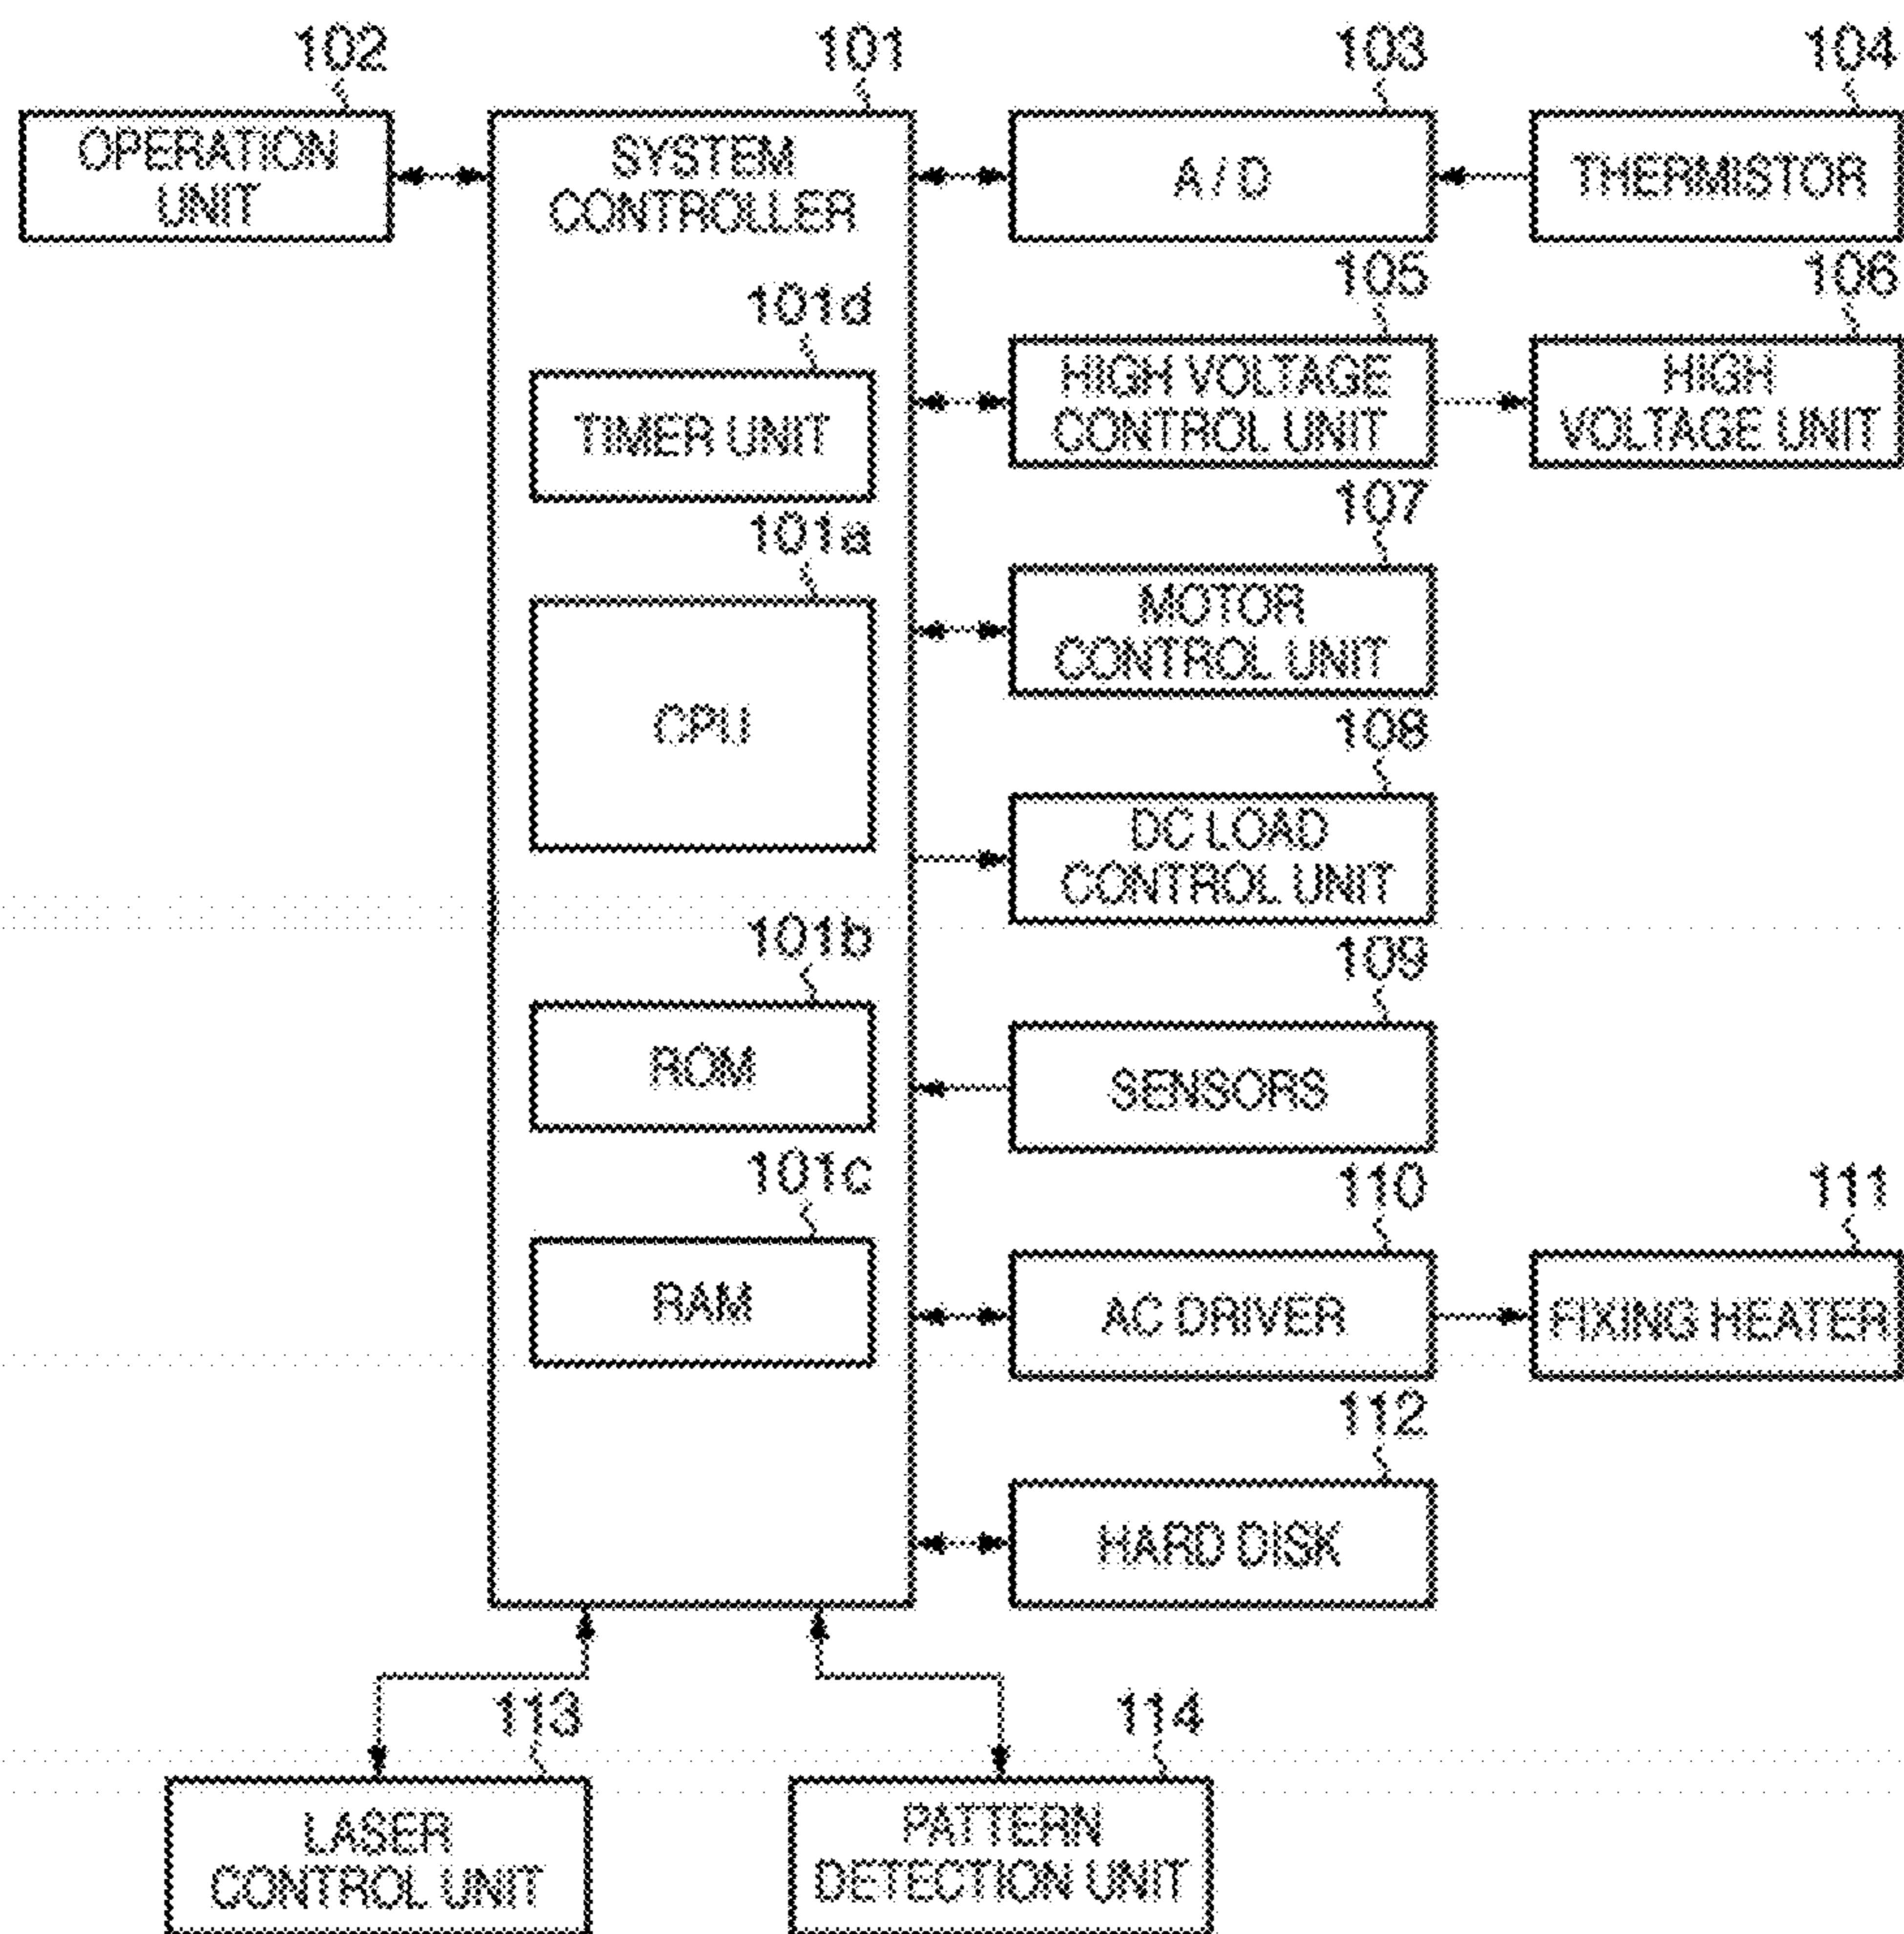 102
101
103
104
OPERATION
UNIT
SYSTEM
CONTROLLER
A / D
THERMISTOR
105
106
101d
HIGH VOLTAGE
CONTROL UNIT
HIGH
VOLTAGE UNIT
TIMER UNIT
107
101a
MOTOR
CONTROL UNIT
CPU
108
DC LOAD
CONTROL UNIT
101b
109
ROM
SENSORS
101c
110
111
RAM
AC DRIVER
FIXING HEATER
112
HARD DISK
113
114
LASER
CONTROL UNIT
PATTERN
DETECTION UNIT